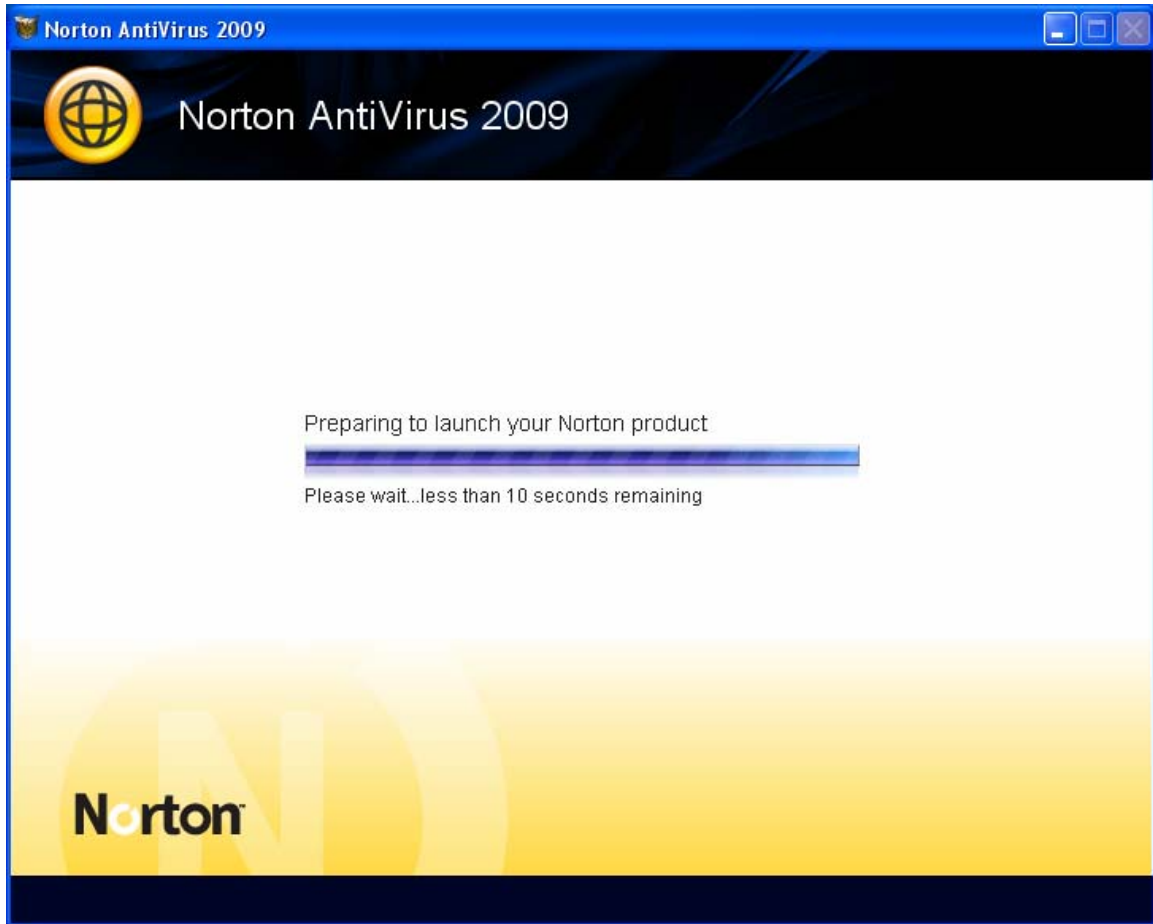 Norton AntiVirus 2009
Norton AntiVirus 2009
Preparing to launch your Norton product
Please wait...less than 10 seconds remaining
Norton™